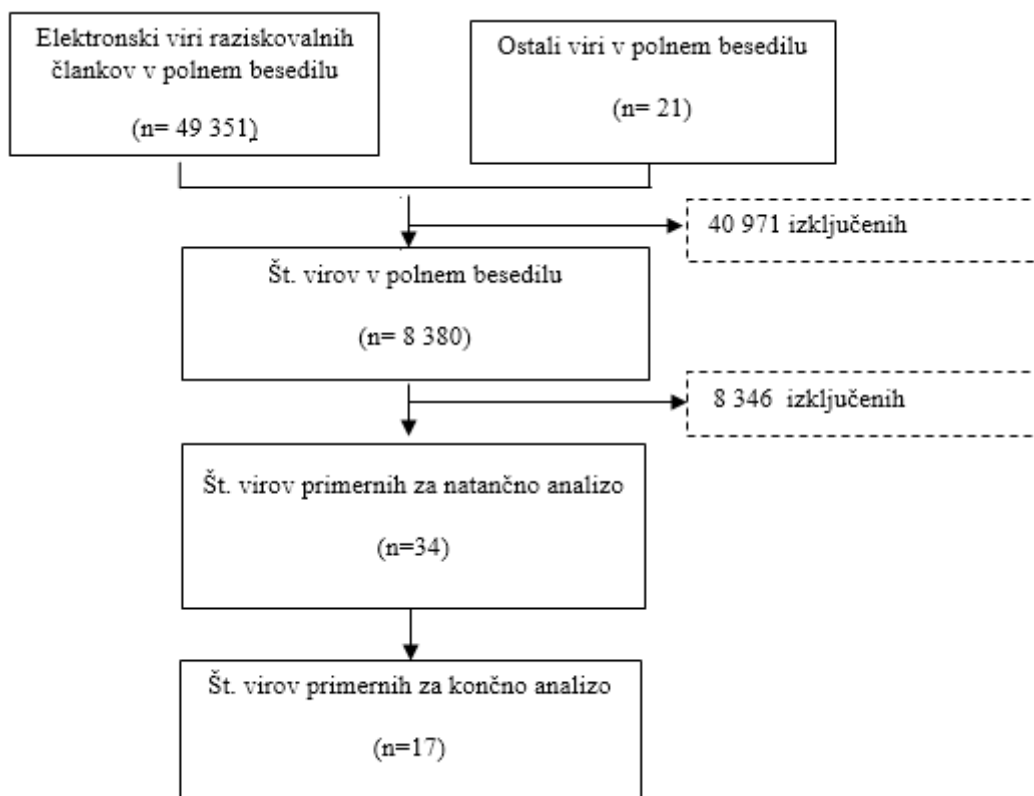 Elektronski viri raziskovalnih
člankov v polnem besedilu
(n= 49 351)
Ostali viri v polnem besedilu
(n= 21)
40 971 izključenih
Št. virov v polnem besedilu
(n= 8 380)
8 346 izključenih
Št. virov primernih za natančno analizo
(n=34)
Št. virov primernih za končno analizo
(n=17)